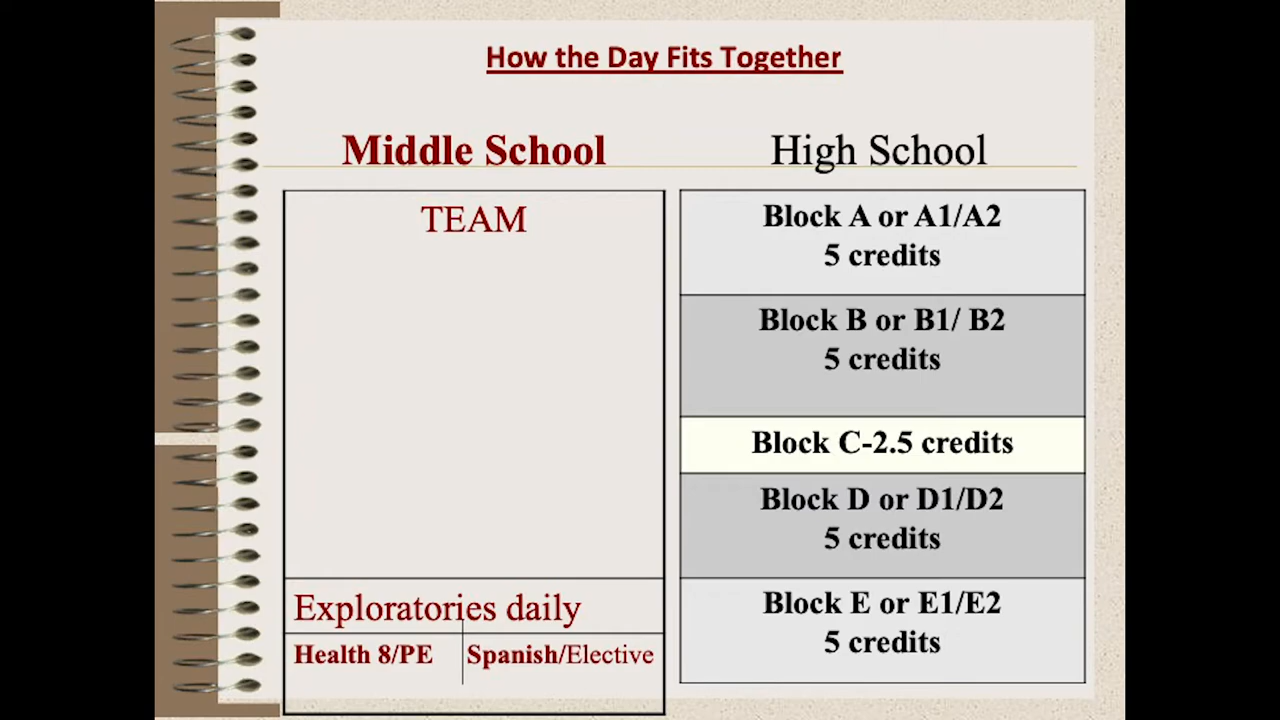 How the Day Fits Together
Middle School
TEAM
Exploratories daily
Health 8/PE
Spanish/Elective
High School
Block A or A1/A2
5 credits
Block B or B1/ B2
5 credits
Block C-2.5 credits
Block D or D1/D2
5 credits
Block E or E1/E2
5 credits